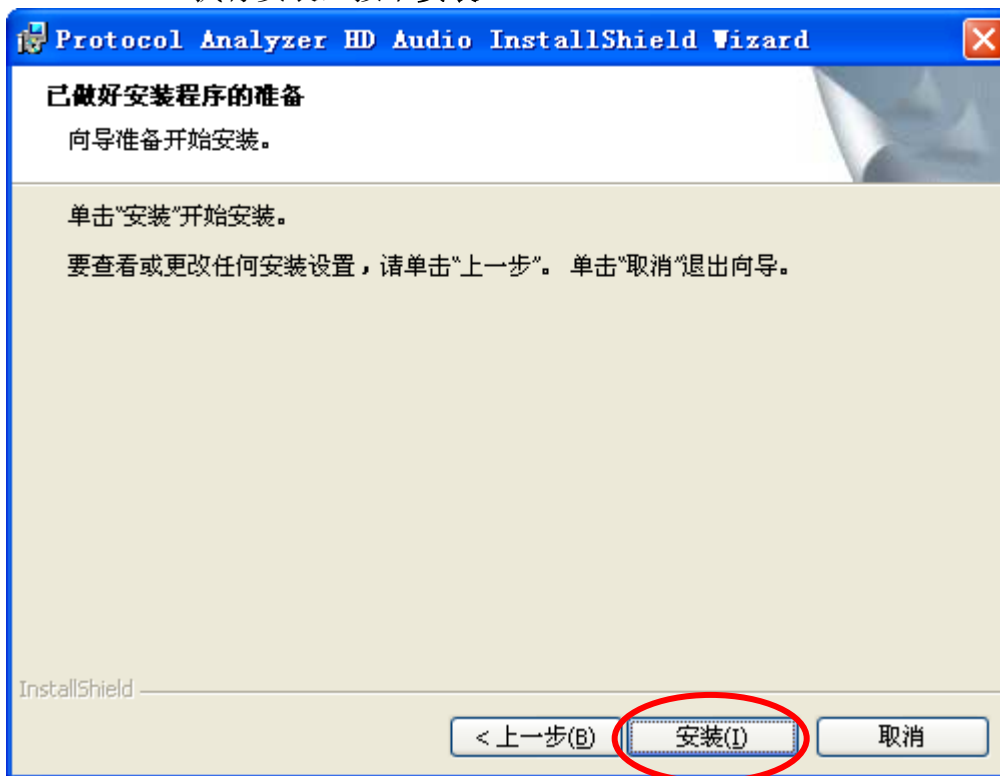 Protocol Analyzer HD Audio InstallShield Wizard
已做好安装程序的准备
向导准备开始安装。
单击“安装”开始安装。
要查看或更改任何安装设置，请单击“上一步”。 单击“取消”退出向导。
InstallShield
< 上一步(B)
安装(I)
取消